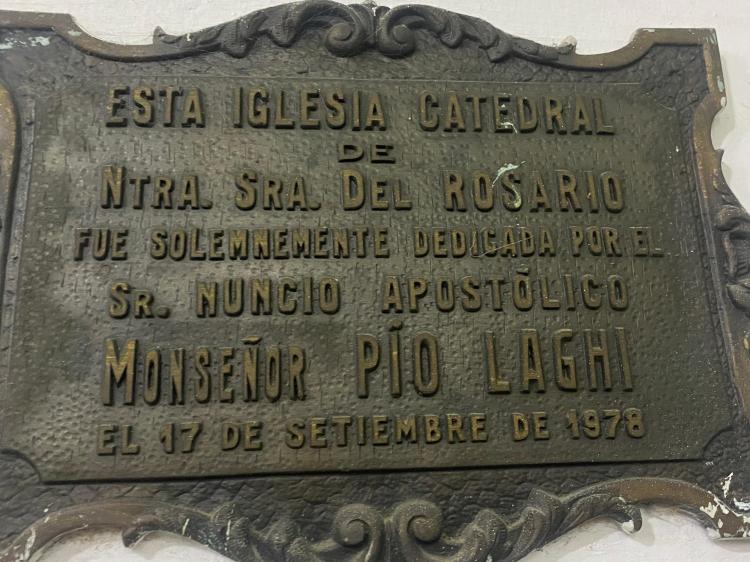 ESTA IGLESIA CATEDRAL
DE
NTRA. SRA. DEL ROSARIO
FUE SOLEMNEMENTE DEDICADA POR EL
SR. NUNCIO APOSTÓLICO
MONSEÑOR PÍO LAGHI
EL 17 DE SETIEMBRE DE 1978